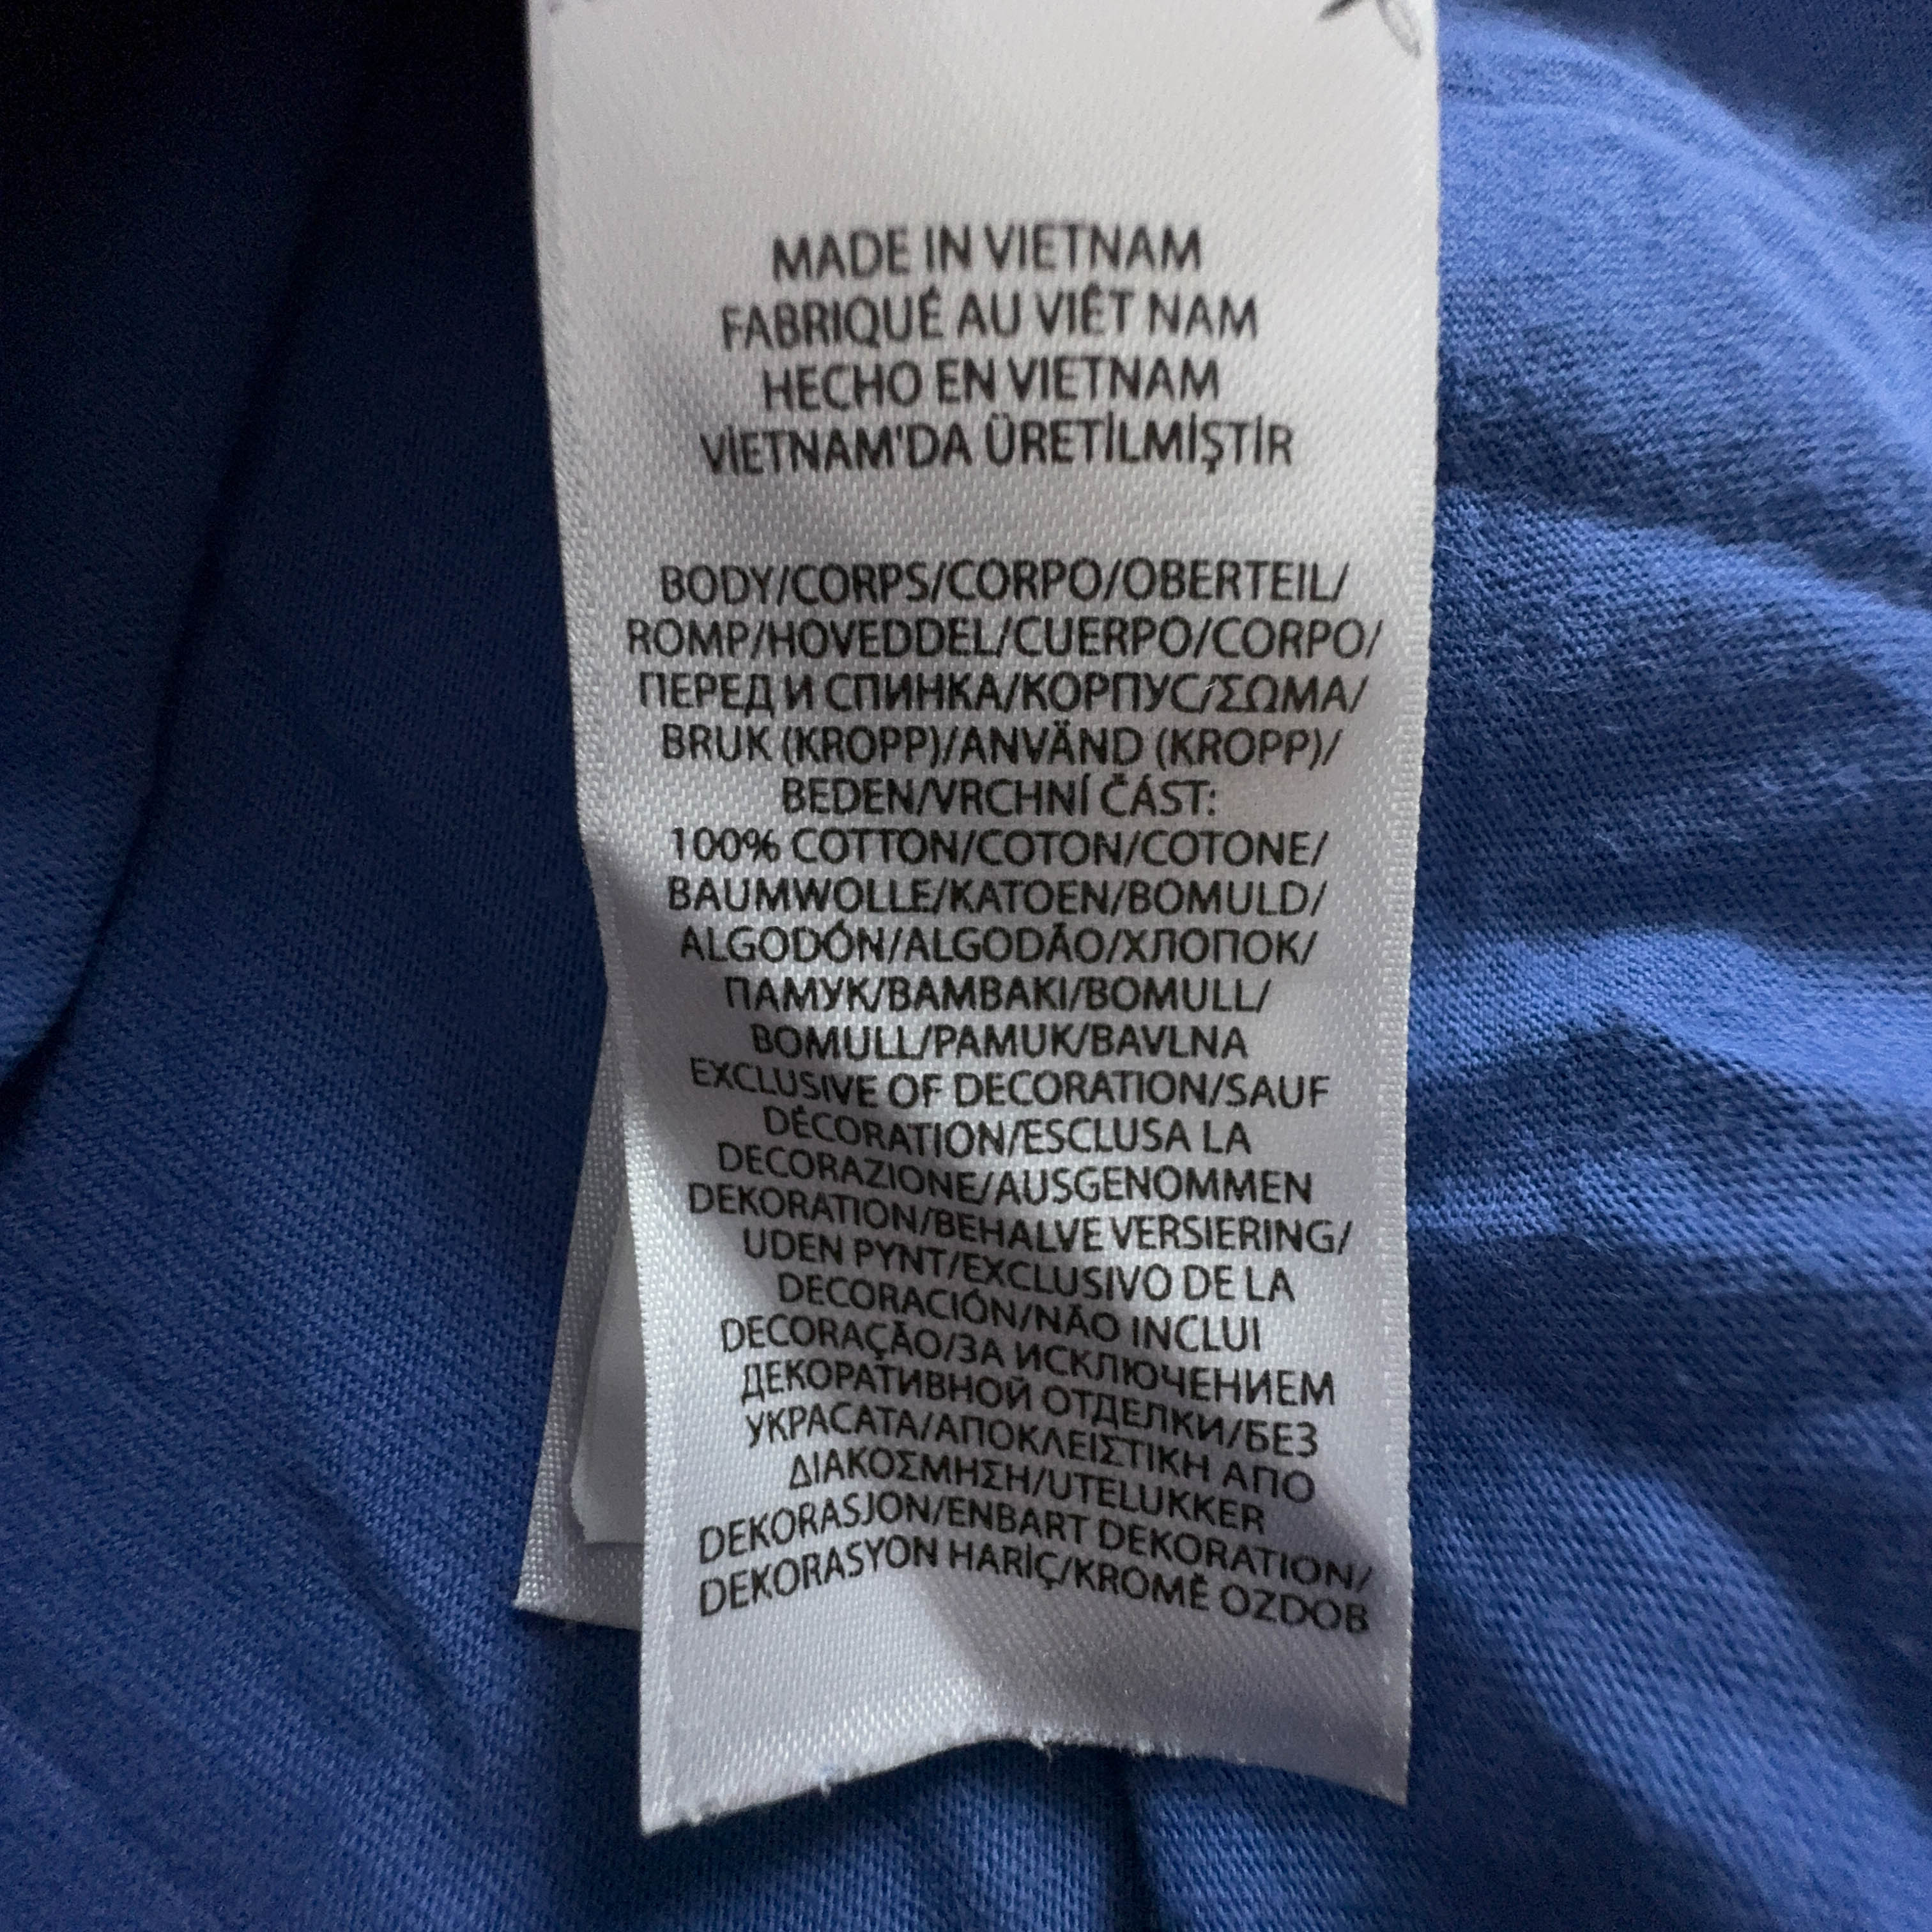 MADE IN VIETNAM
FABRIQUÉ AU VIÊT NAM
HECHO EN VIETNAM
VİETNAM'DA ÜRETİLMİŞTİR
BODY/CORPS/CORPO/OBERTEIL/
ROMP/HOVEDDEL/CUERPO/CORPO/
ПЕРЕД И СПИНКА/КОРПУС/ΣΩΜΑ/
BRUK (KROPP)/ANVÄND (KROPP)/
BEDEN/VRCHNÍ ČÁST:
100% COTTON/COTON/COTONE/
BAUMWOLLE/KATOEN/BOMULD/
ALGODÓN/ALGODÃO/ХЛОПОК/
ПАМУК/BAMBAKI/BOMULL/
BOMULL/PAMUK/BAVLNA
EXCLUSIVE OF DECORATION/SAUF
DÉCORATION/ESCLUSA LA
DECORAZIONE/AUSGENOMMEN
DEKORATION/BEHALVE VERSIERING/
UDEN PYNT/EXCLUSIVO DE LA
DECORACIÓN/NÃO INCLUI
DECORAÇÃO/ЗА ИСКЛЮЧЕНИЕМ
ДЕКОРАТИВНОЙ ОТДЕЛКИ/БЕЗ
УКРАСАТА/ΑΠΟΚΛΕΙΣΤΙΚΗ ΑΠΟ
ΔΙΑΚΟΣΜΗΣΗ/UTELUKKER
DEKORASJON/ENBART DEKORATION/
DEKORASYON HARİÇ/KROMĚ OZDOB